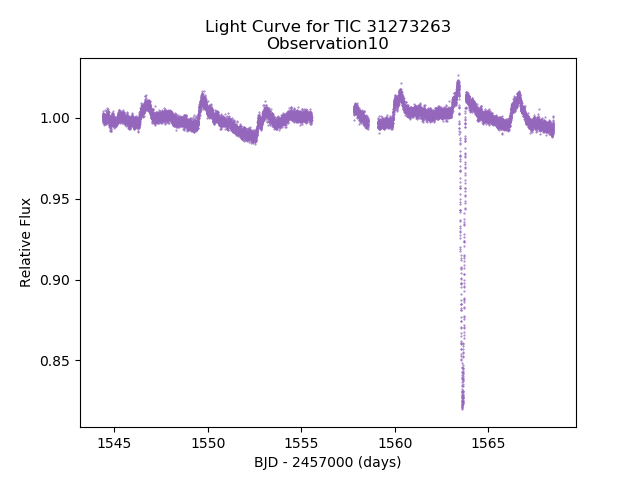 Light Curve for TIC 31273263
Observation10
1.00
0.95
0.90
0.85
Relative Flux
1545
1550
1555
1560
1565
BJD - 2457000 (days)